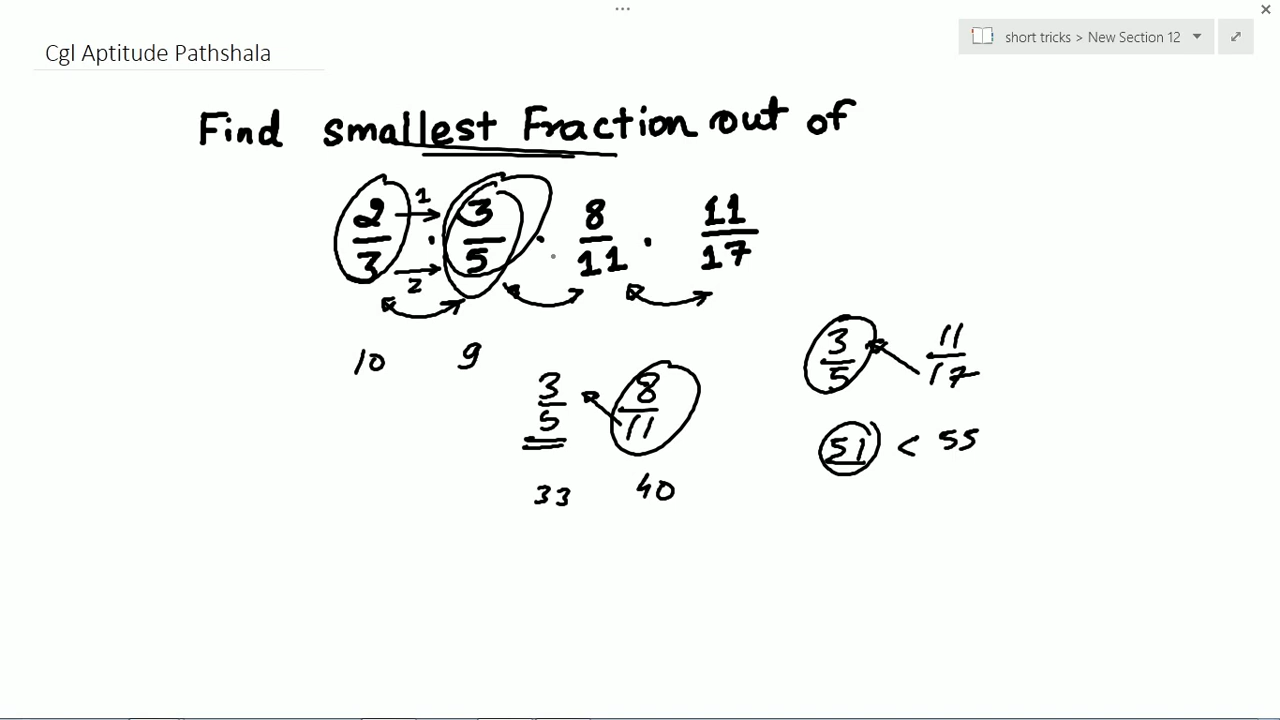 Cgl Aptitude Pathshala
short tricks > New Section 12
Find smallest Fraction out of
2/3 1 2 . 3/5 . 8/11 . 11/17
10 9
3/5 8/11
33 40
3/5 11/17
51 < 55